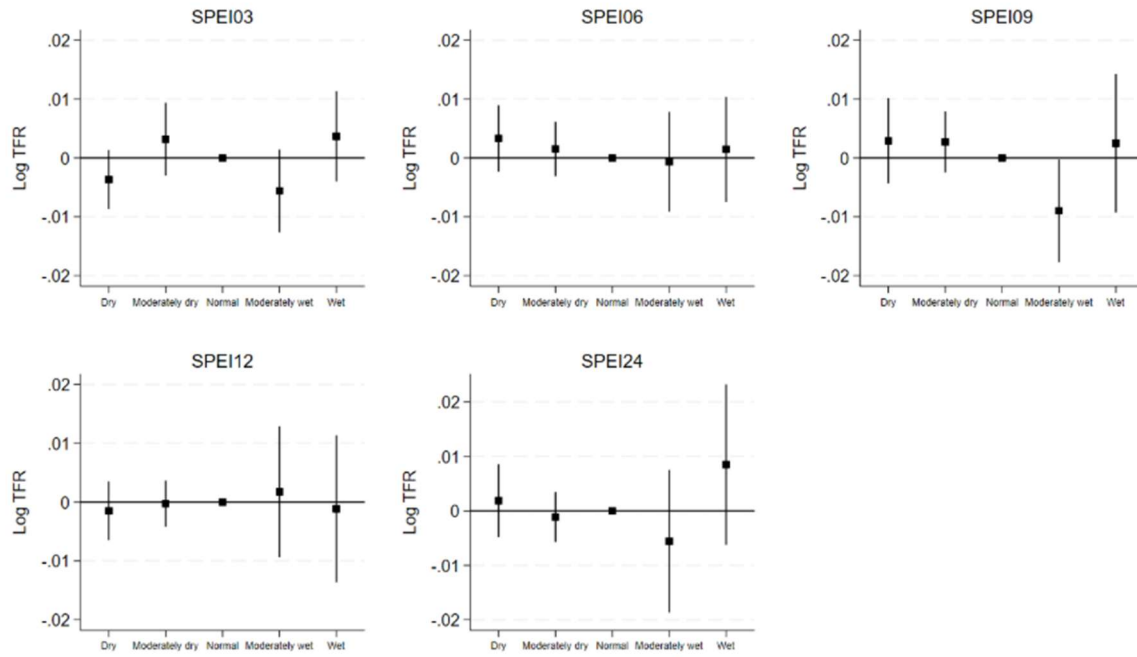 SPEI03
SPEI06
SPEI09
.02
.01
0
-.01
-.02
Log TFR
Dry Moderately dry Normal Moderately wet Wet
.02
.01
0
-.01
-.02
Log TFR
Dry Moderately dry Normal Moderately wet Wet
.02
.01
0
-.01
-.02
Log TFR
Dry Moderately dry Normal Moderately wet Wet
SPEI12
SPEI24
.02
.01
0
-.01
-.02
Log TFR
Dry Moderately dry Normal Moderately wet Wet
.02
.01
0
-.01
-.02
Log TFR
Dry Moderately dry Normal Moderately wet Wet